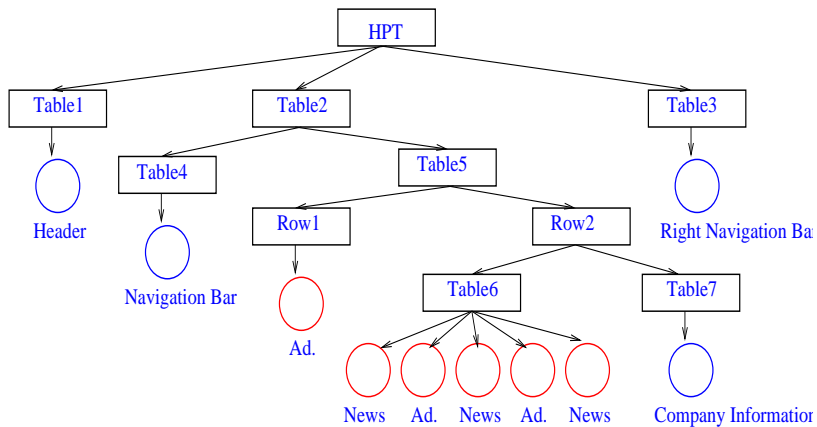 HPT
Table1
Table2
Table3
Table4
Table5
Header
Row1
Row2
Right Navigation Bar
Navigation Bar
Table6
Table7
Ad.
News
Ad.
News
Ad.
News
Company Information